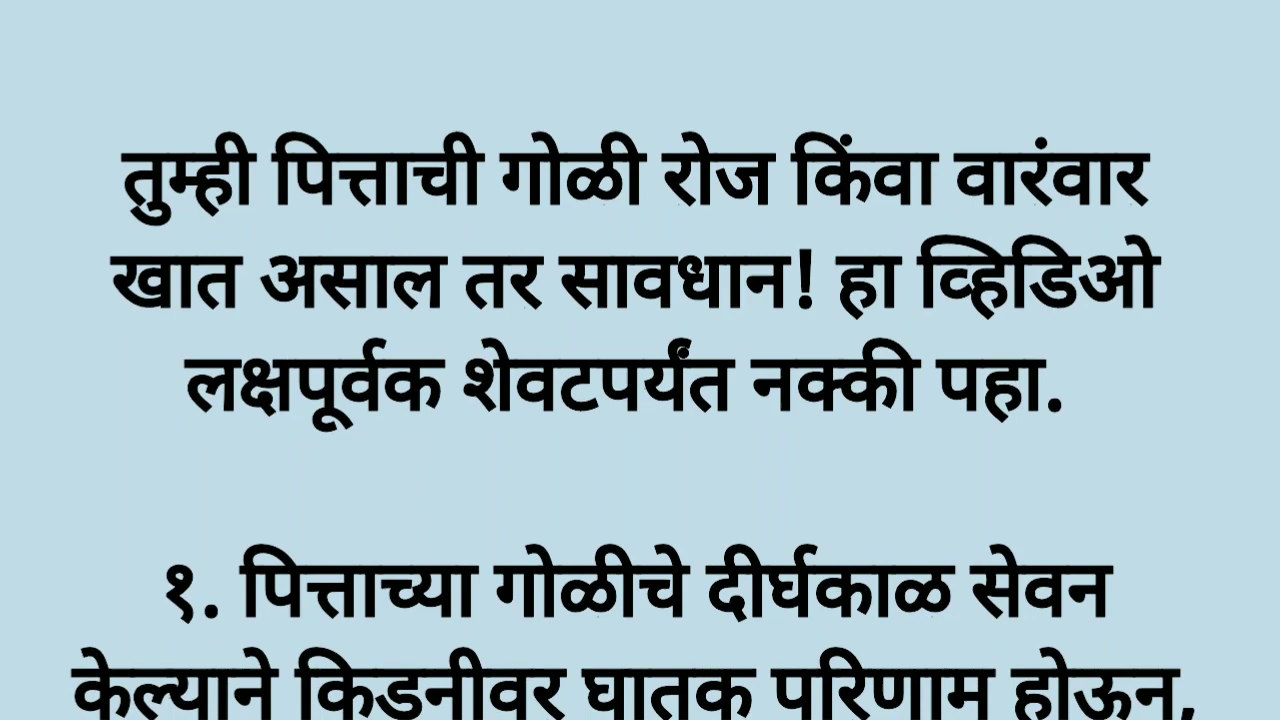 तुम्ही पित्ताची गोळी रोज किंवा वारंवार
खात असाल तर सावधान! हा व्हिडिओ
लक्षपूर्वक शेवटपर्यंत नक्की पहा.
१. पित्ताच्या गोळीचे दीर्घकाळ सेवन
केल्याने किडनीवर घातक परिणाम होऊन,